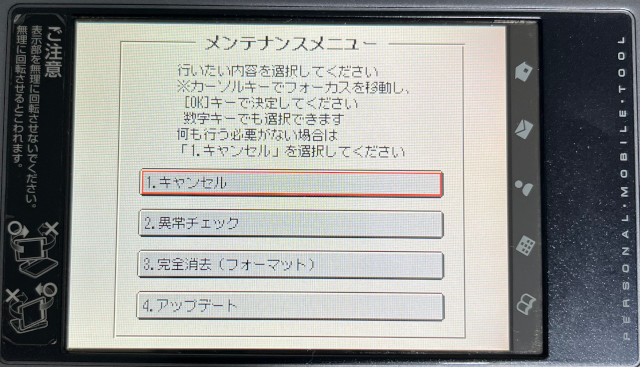 メンテナンスメニュー
行いたい内容を選択してください
※カーソルキーでフォーカスを移動し、
[OK]キーで決定してください
数字キーでも選択できます
何も行う必要がない場合は
「1.キャンセル」を選択してください
1.キャンセル
2.異常チェック
3.完全消去（フォーマット）
4.アップデート
ご注意
表示部を無理に回転させないでください。
無理に回転させるとこわれます。
PERSONAL・MOBILE・TOOL